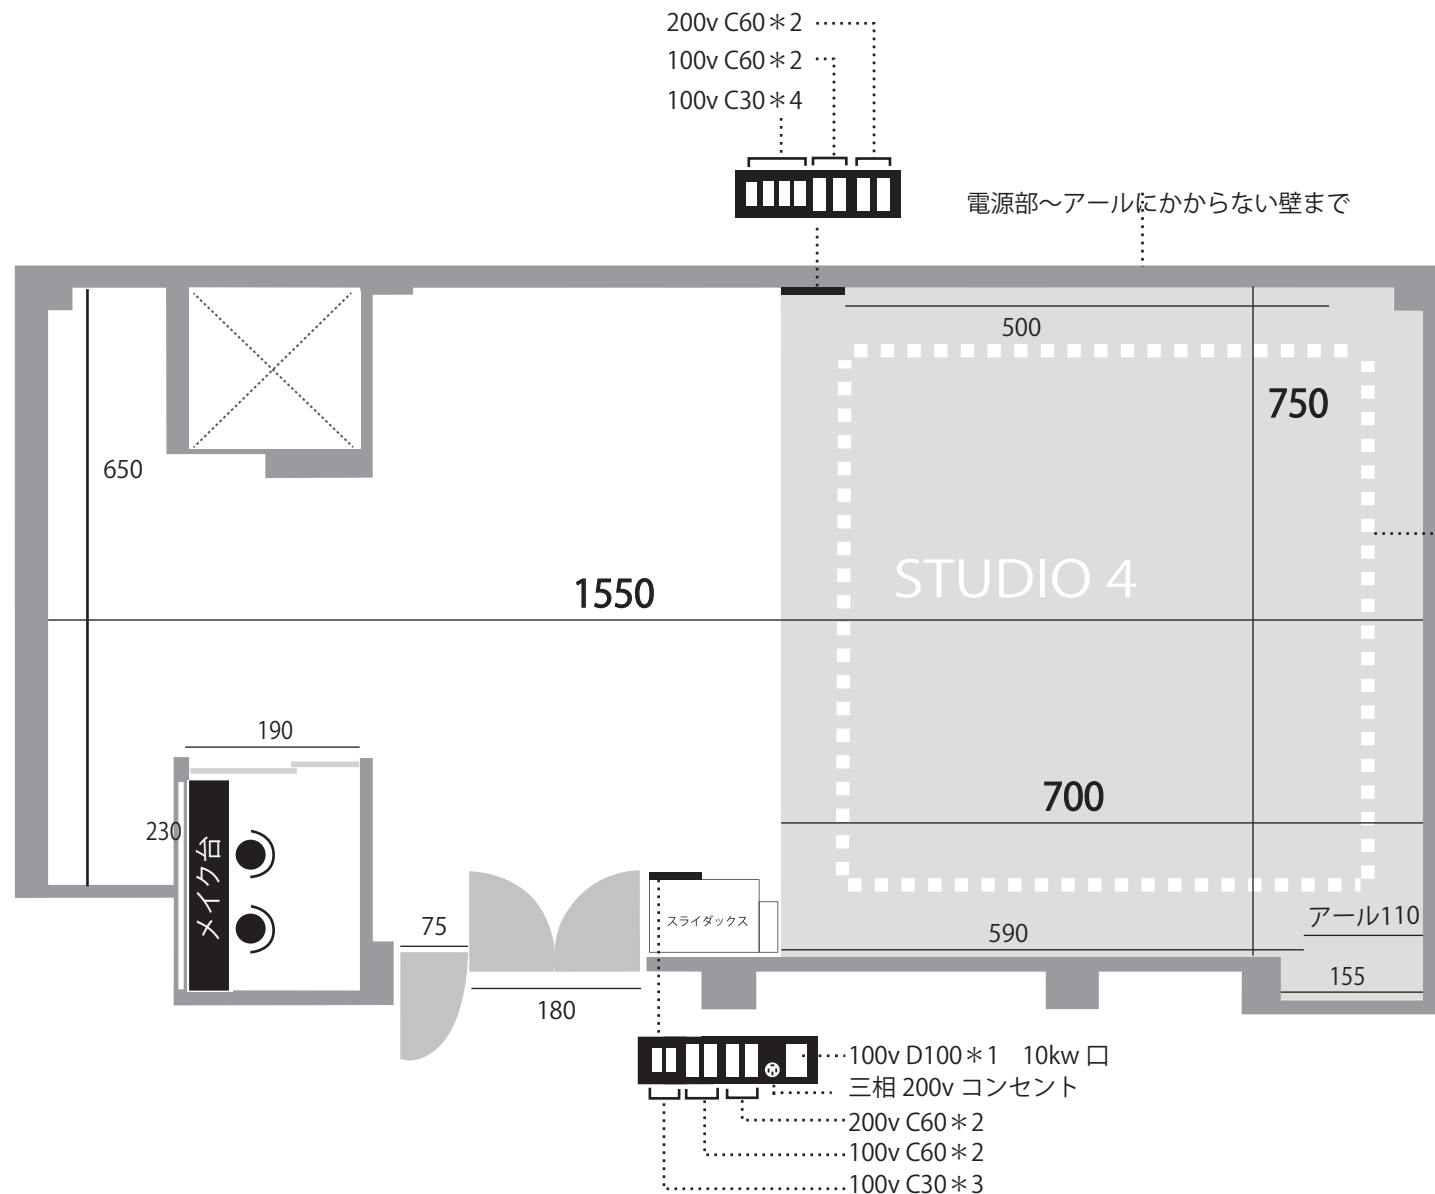 200v C60＊2
100v C60＊2
100v C30＊4
電源部～アールにかからない壁まで
500
750
650
STUDIO 4
1550
190
700
230
メイク台
スライダックス
アール110
75
590
155
180
100v D100＊1　10kw 口
三相 200v コンセント
200v C60＊2
100v C60＊2
100v C30＊3